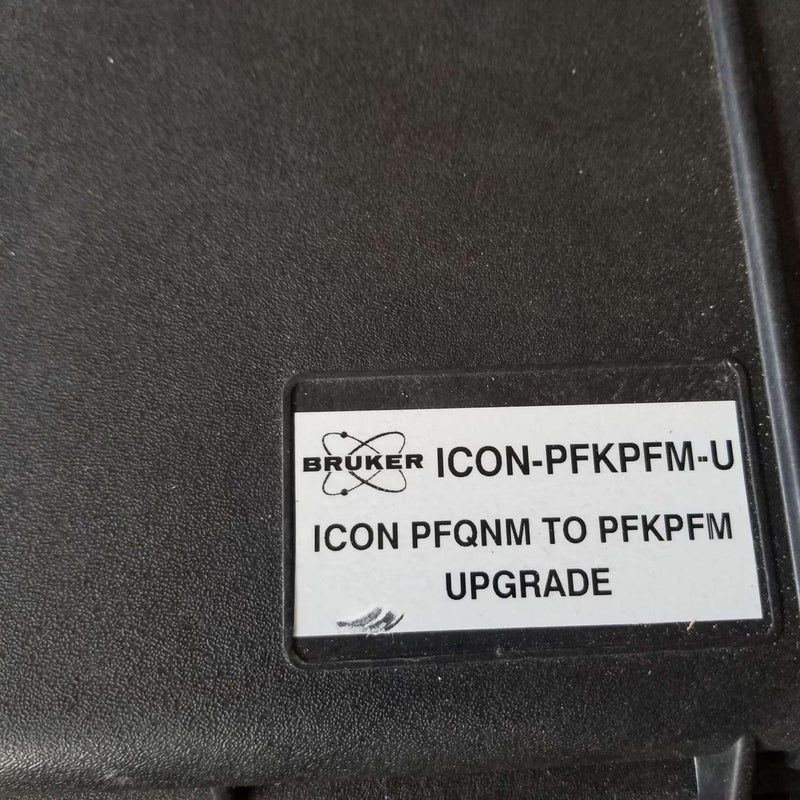 BRUKER ICON-PFKPFM-U
ICON PFQNM TO PFKPFM
UPGRADE